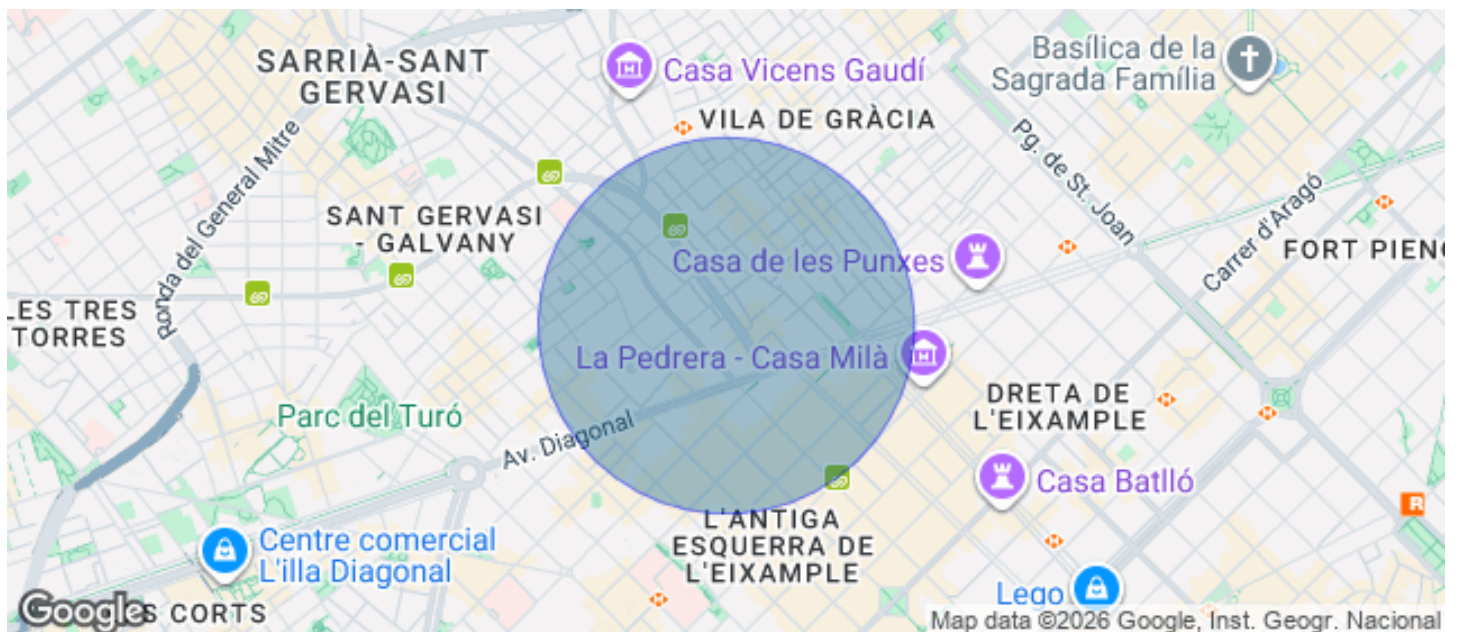 SARRIÀ-SANT
GERVASI
Casa Vicens Gaudí
Basílica de la
Sagrada Família
VILA DE GRÀCIA
Ronda del General Mitre
Pg. de St. Joan
SANT GERVASI
- GALVANY
Casa de les Punxes
Carrer d'Aragó
FORT PIENC
LES TRES
TORRES
La Pedrera - Casa Milà
Parc del Turó
Av. Diagonal
DRETA DE
L'EIXAMPLE
Casa Batlló
R
L'ANTIGA
ESQUERRA DE
L'EIXAMPLE
Centre comercial
L'illa Diagonal
Lego
Google
S CORTS
Map data ©2026 Google, Inst. Geogr. Nacional